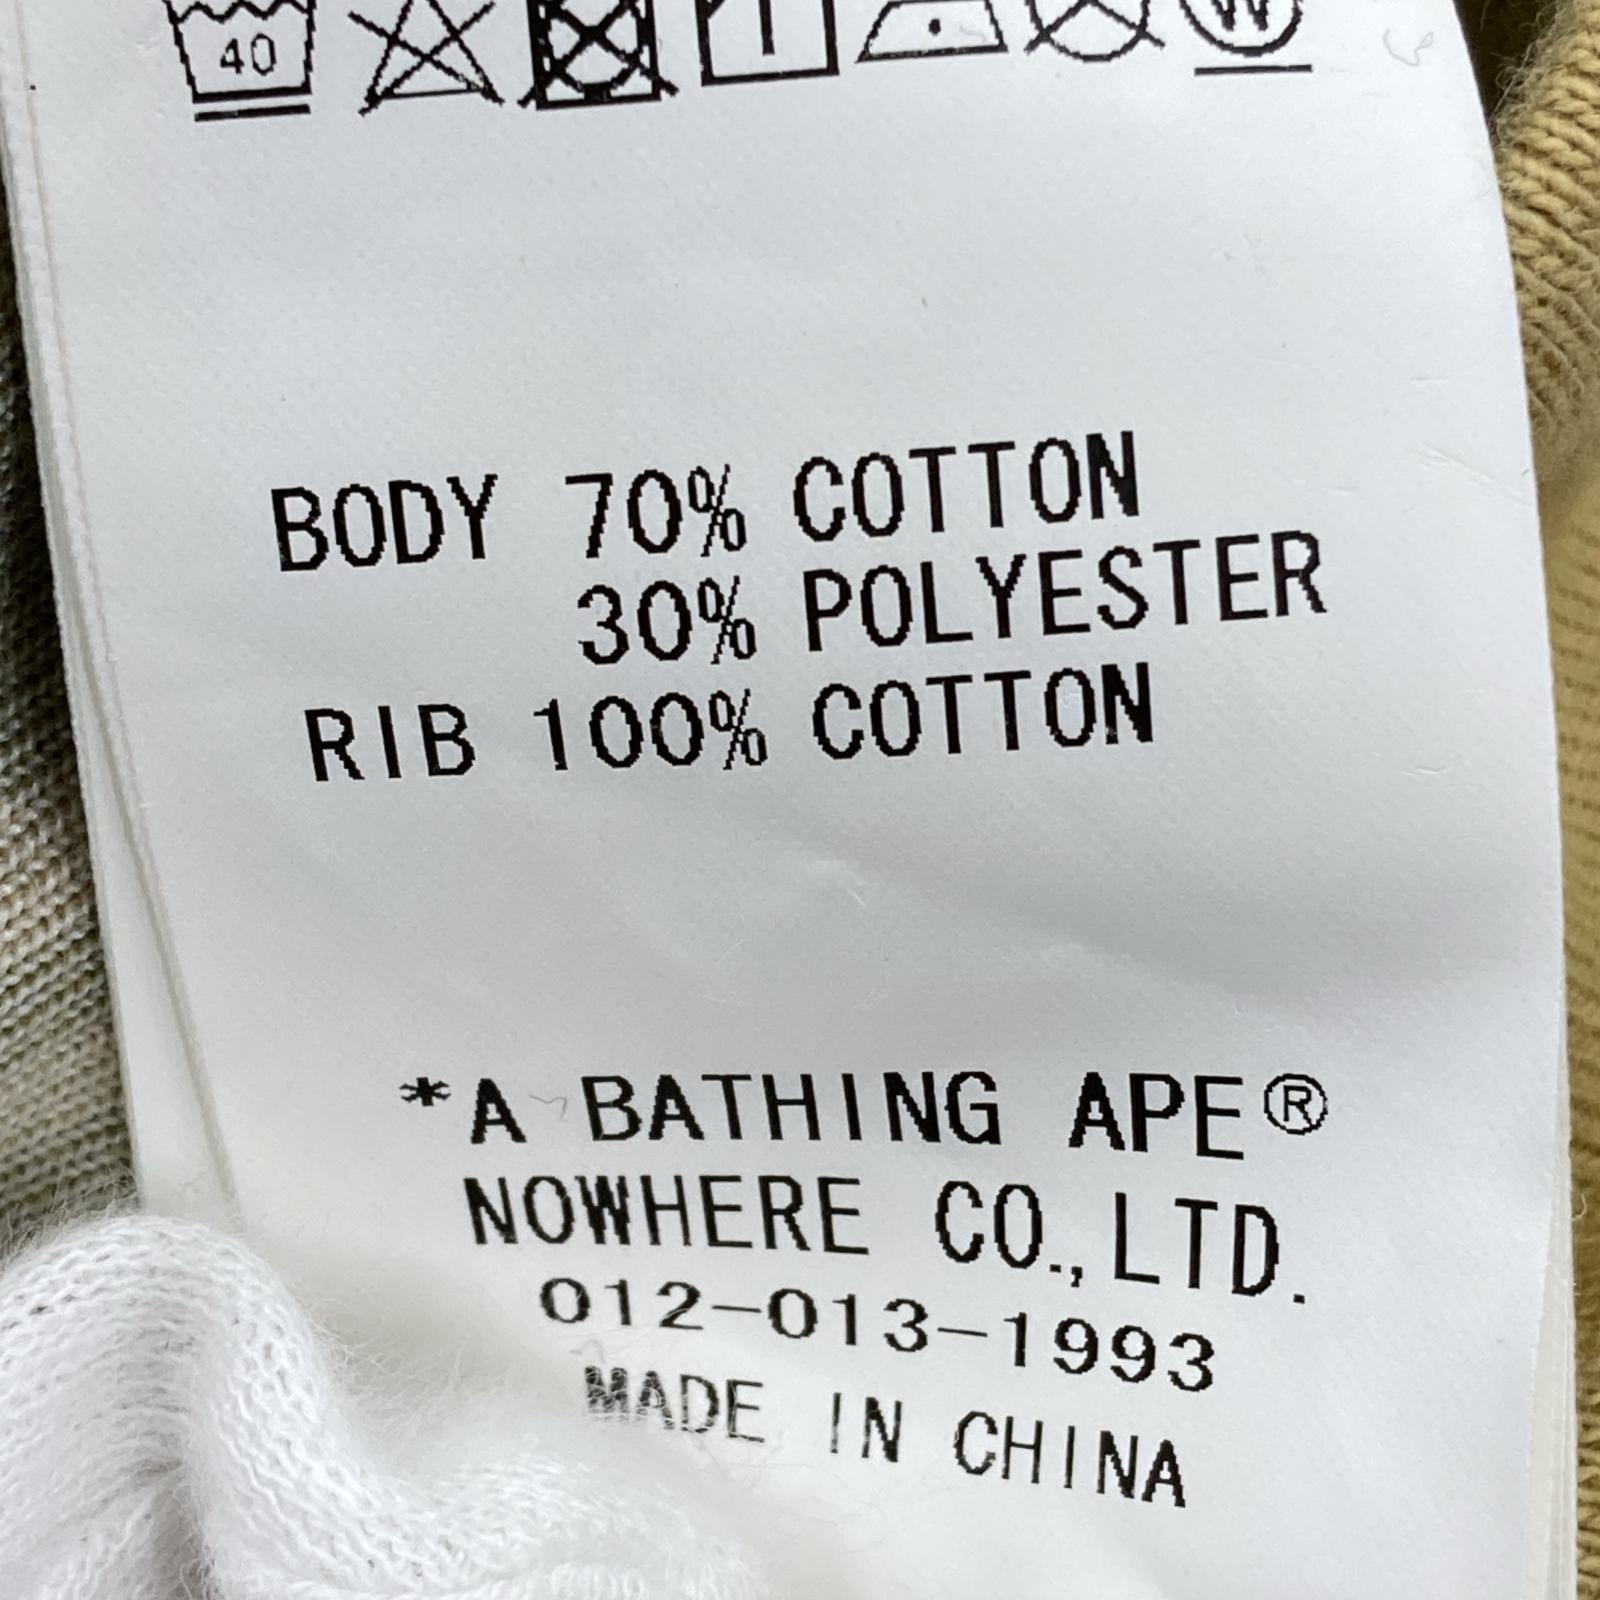 40
W
BODY 70% COTTON
30% POLYESTER
RIB 100% COTTON
*A BATHING APE®
NOWHERE CO., LTD.
012-013-1993
MADE IN CHINA